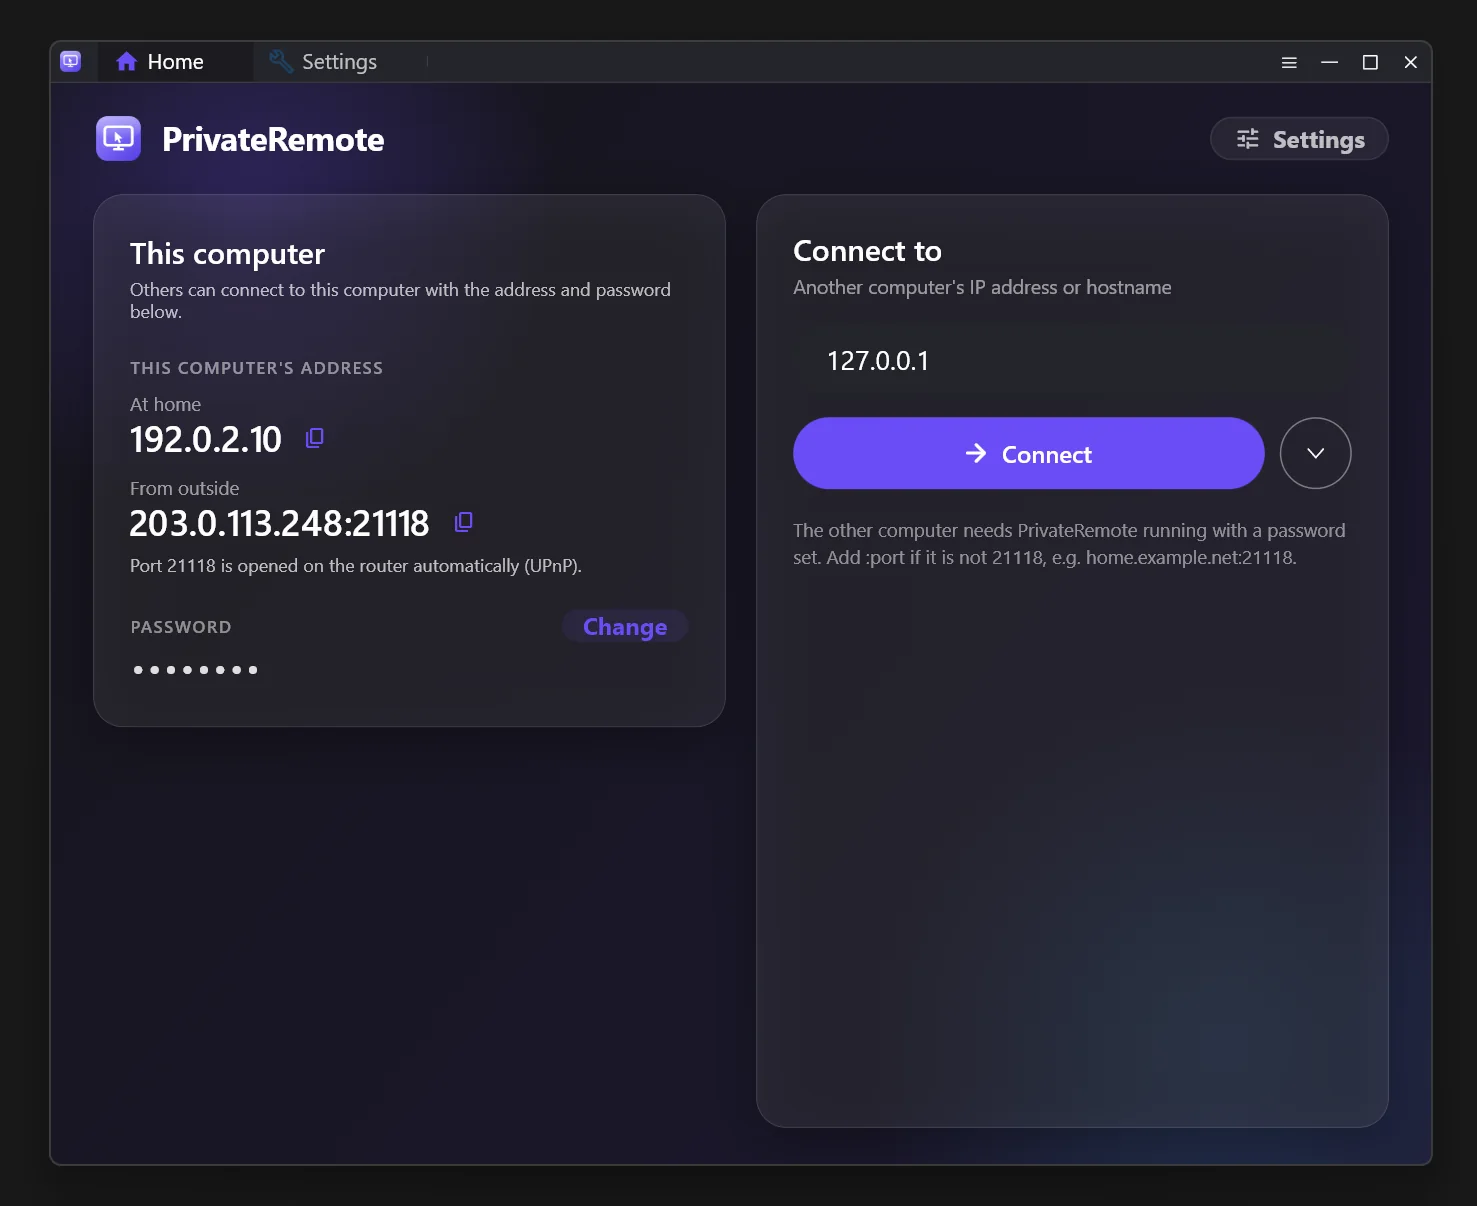 Home
Settings
PrivateRemote
Settings
This computer
Others can connect to this computer with the address and password
below.
THIS COMPUTER'S ADDRESS
At home
192.0.2.10
From outside
203.0.113.248:21118
Port 21118 is opened on the router automatically (UPnP).
PASSWORD
Change
Connect to
Another computer's IP address or hostname
127.0.0.1
Connect
The other computer needs PrivateRemote running with a password
set. Add :port if it is not 21118, e.g. home.example.net:21118.